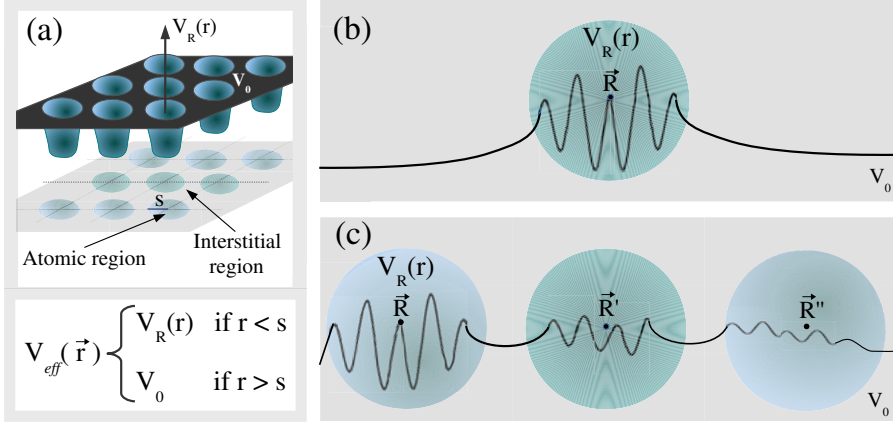 (a)
V_R(r)
V_0
S
Atomic region
Interstitial
region
V_eff(r⃗) { V_R(r) if r < s
V_0 if r > s
(b)
V_R(r)
R⃗
V_0
(c)
V_R(r)
R⃗
R⃗'
R⃗"
V_0